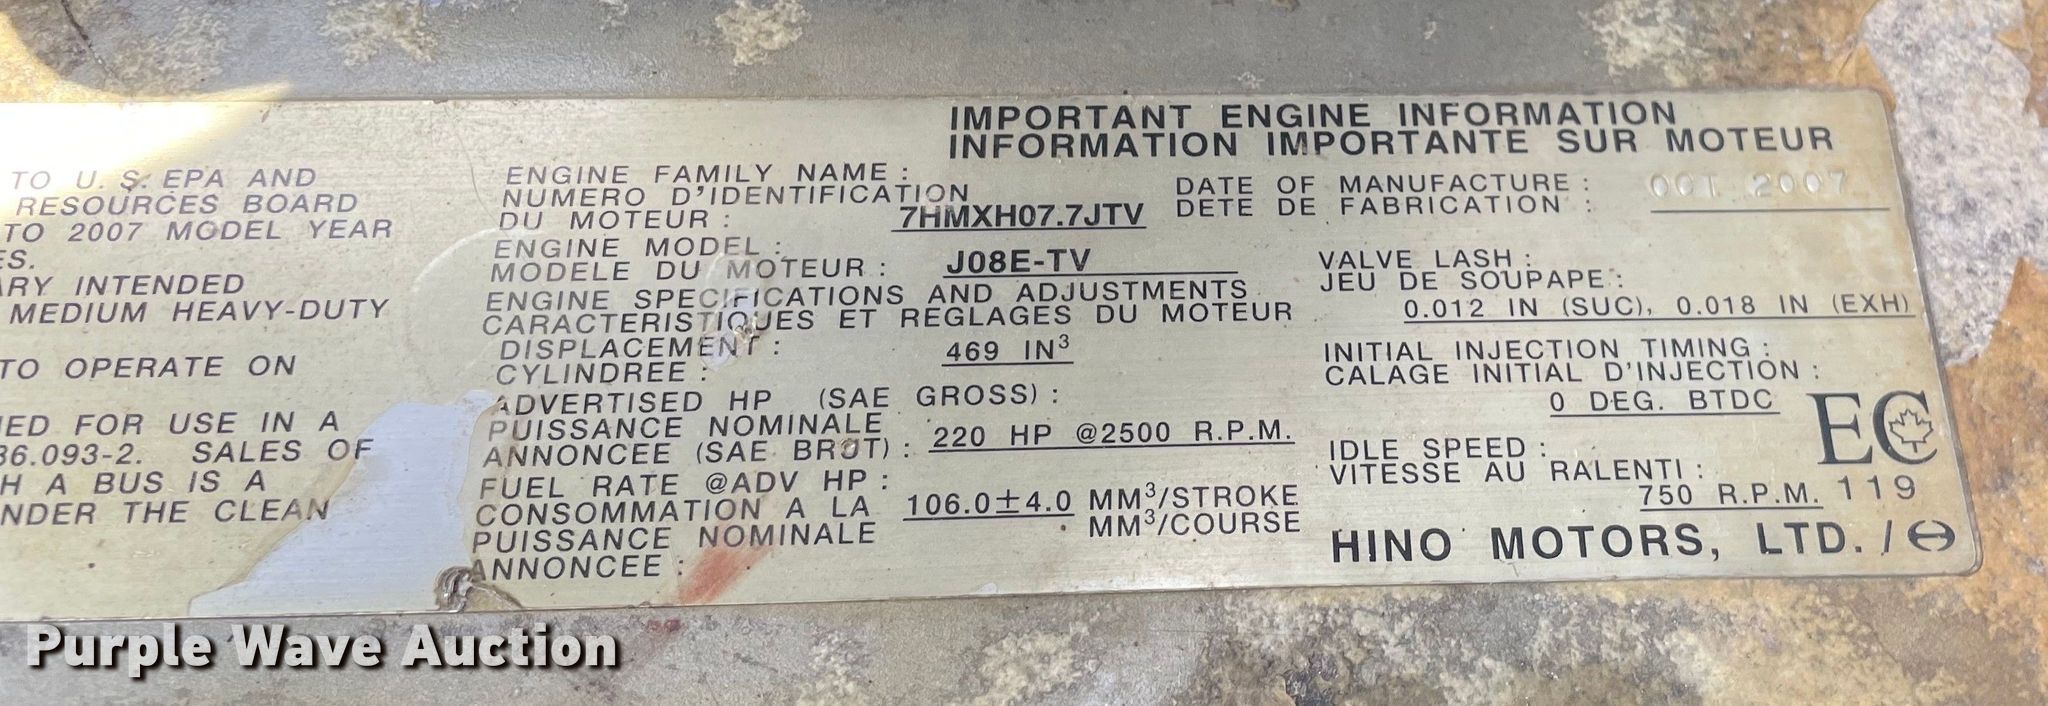 IMPORTANT ENGINE INFORMATION
INFORMATION IMPORTANTE SUR MOTEUR
TO U.S. EPA AND
RESOURCES BOARD
TO 2007 MODEL YEAR
ES.
ARY INTENDED
MEDIUM HEAVY-DUTY
TO OPERATE ON
NED FOR USE IN A
36.093-2. SALES OF
H A BUS IS A
NDER THE CLEAN
ENGINE FAMILY NAME :
NUMERO D'IDENTIFICATION
DU MOTEUR : 7HMXH07.7JTV
ENGINE MODEL :
MODELE DU MOTEUR : J08E-TV
ENGINE SPECIFICATIONS AND ADJUSTMENTS
CARACTERISTIQUES ET REGLAGES DU MOTEUR
DISPLACEMENT : 469 IN³
CYLINDREE :
ADVERTISED HP (SAE GROSS) :
PUISSANCE NOMINALE
ANNONCEE (SAE BROT) : 220 HP @2500 R.P.M.
FUEL RATE @ADV HP :
CONSOMMATION A LA 106.0±4.0 MM³/STROKE
PUISSANCE NOMINALE MM³/COURSE
ANNONCEE :
DATE OF MANUFACTURE : OCT. 2007
DETE DE FABRICATION :
VALVE LASH :
JEU DE SOUPAPE :
0.012 IN (SUC), 0.018 IN (EXH)
INITIAL INJECTION TIMING :
CALAGE INITIAL D'INJECTION :
0 DEG. BTDC
IDLE SPEED :
VITESSE AU RALENTI :
750 R.P.M.
EC
119
HINO MOTORS, LTD. /
Purple Wave Auction